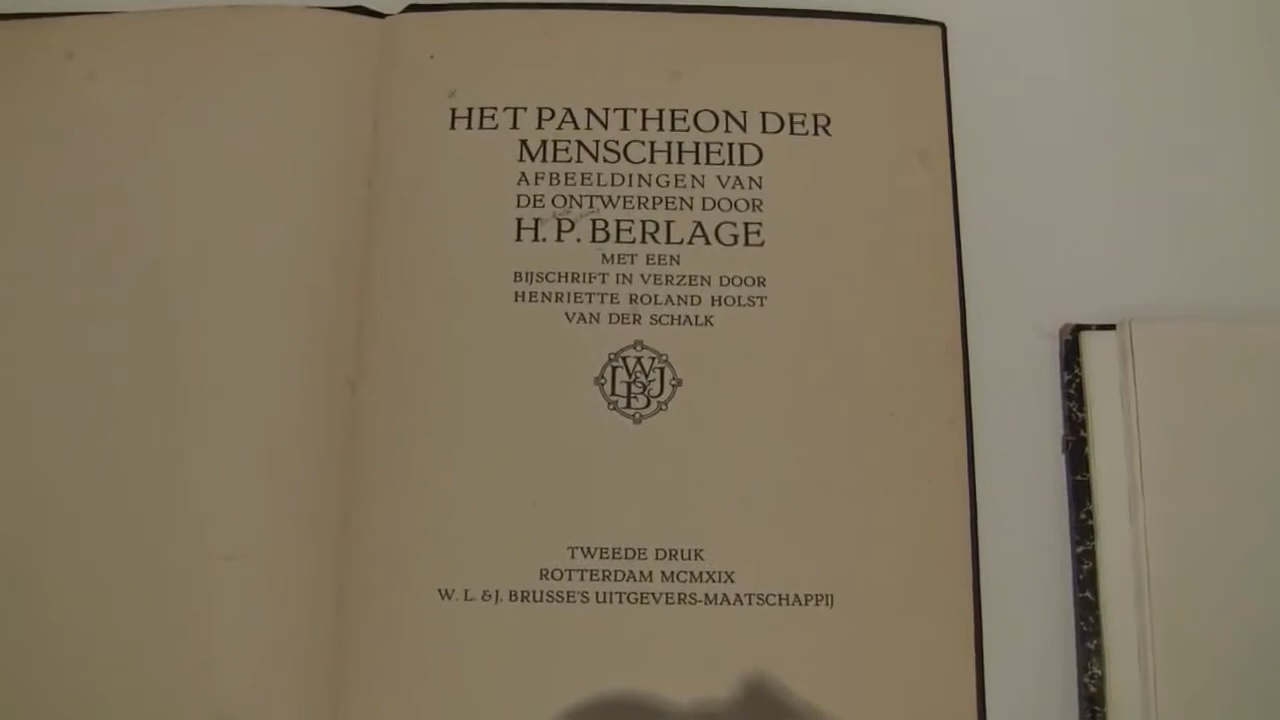 HET PANTHEON DER
MENSCHHEID
AFBEELDINGEN VAN
DE ONTWERPEN DOOR
H. P. BERLAGE
MET EEN
BIJSCHRIFT IN VERZEN DOOR
HENRIETTE ROLAND HOLST
VAN DER SCHALK
W
L & J
B
TWEEDE DRUK
ROTTERDAM MCMXIX
W. L. & J. BRUSSE'S UITGEVERS-MAATSCHAPPIJ